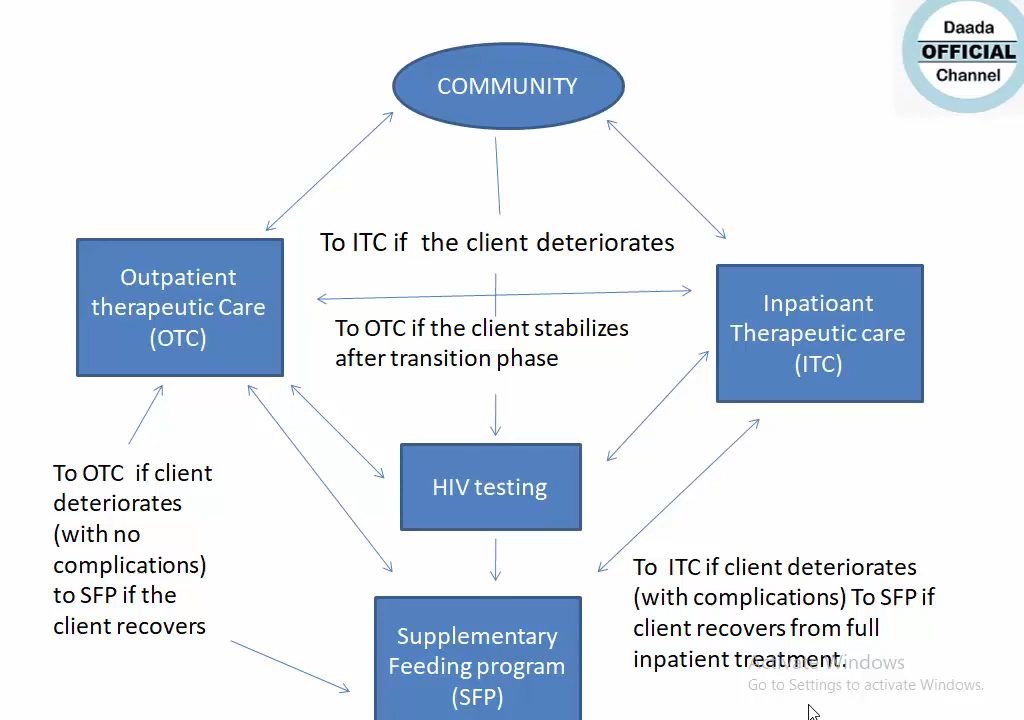 Daada
OFFICIAL
Channel
COMMUNITY
To ITC if the client deteriorates
Outpatient
therapeutic Care
(OTC)
Inpatioant
Therapeutic care
(ITC)
To OTC if the client stabilizes
after transition phase
HIV testing
To OTC if client
deteriorates
(with no
complications)
to SFP if the
client recovers
To ITC if client deteriorates
(with complications) To SFP if
client recovers from full
inpatient treatment.
Supplementary
Feeding program
(SFP)
Activate Windows
Go to Settings to activate Windows.